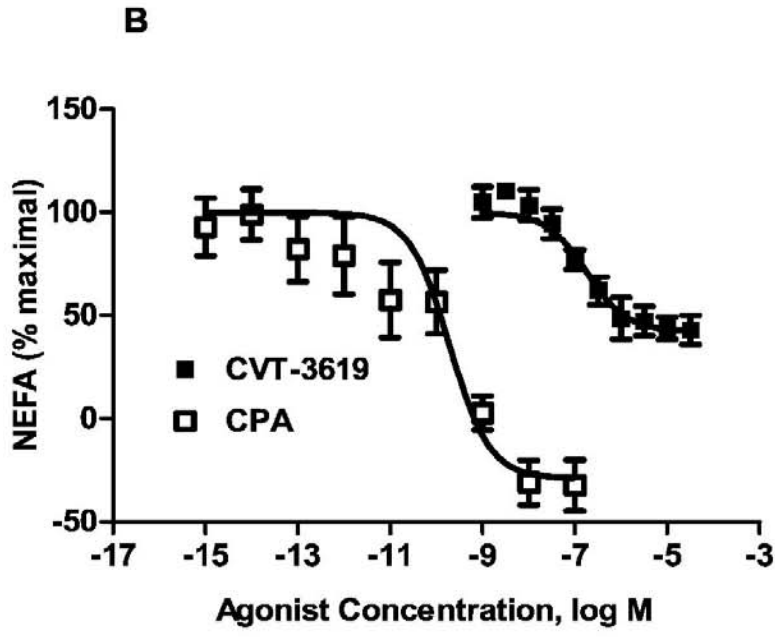 B
150
100
50
0
-50
NEFA (% maximal)
CVT-3619
CPA
-17 -15 -13 -11 -9 -7 -5 -3
Agonist Concentration, log M